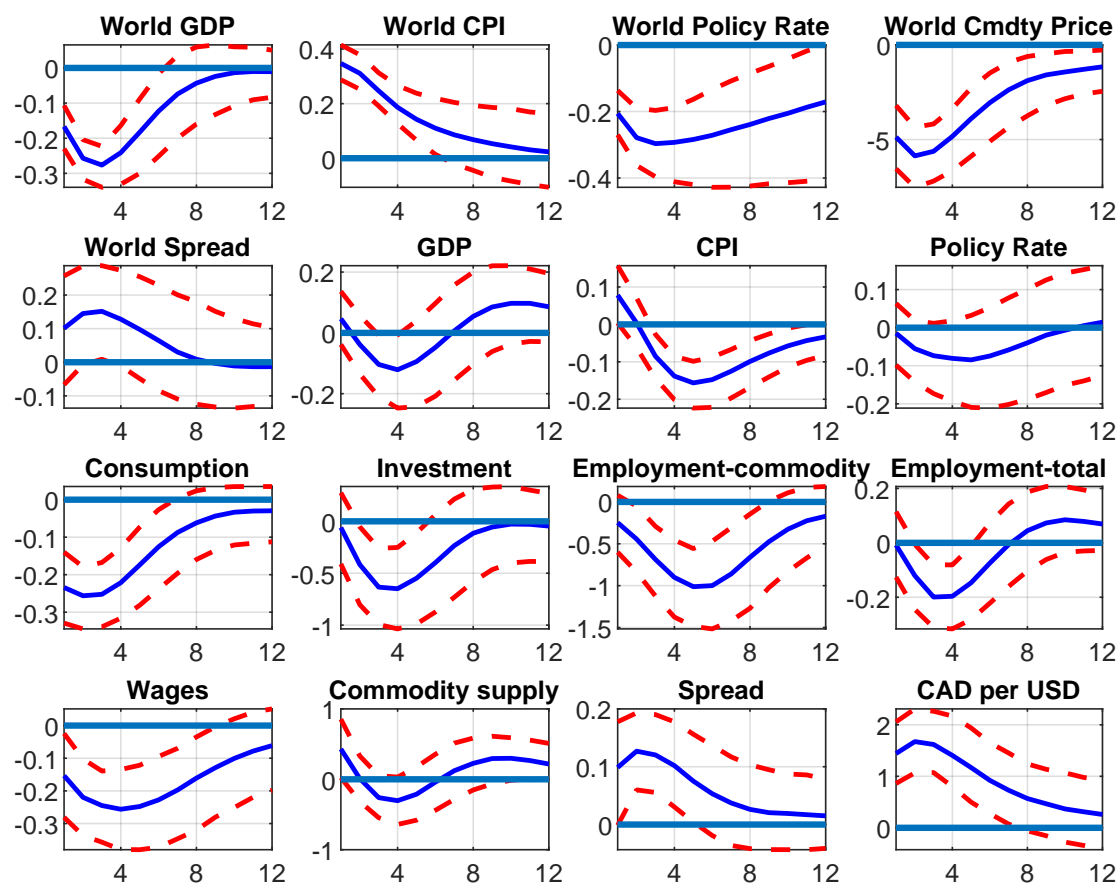 World GDP
World CPI
World Policy Rate
World Cmdty Price
0
-0.1
-0.2
-0.3
0.4
0.2
0
0
-0.2
-0.4
0
-5
4 8 12
4 8 12
4 8 12
4 8 12
World Spread
GDP
CPI
Policy Rate
0.2
0.1
0
-0.1
0.2
0
-0.2
0.1
0
-0.1
-0.2
0.1
0
-0.1
-0.2
4 8 12
4 8 12
4 8 12
4 8 12
Consumption
Investment
Employment-commodity
Employment-total
0
-0.1
-0.2
-0.3
0
-0.5
-1
0
-0.5
-1
-1.5
0.2
0
-0.2
4 8 12
4 8 12
4 8 12
4 8 12
Wages
Commodity supply
Spread
CAD per USD
0
-0.1
-0.2
-0.3
1
0
-1
0.2
0.1
0
2
1
0
4 8 12
4 8 12
4 8 12
4 8 12